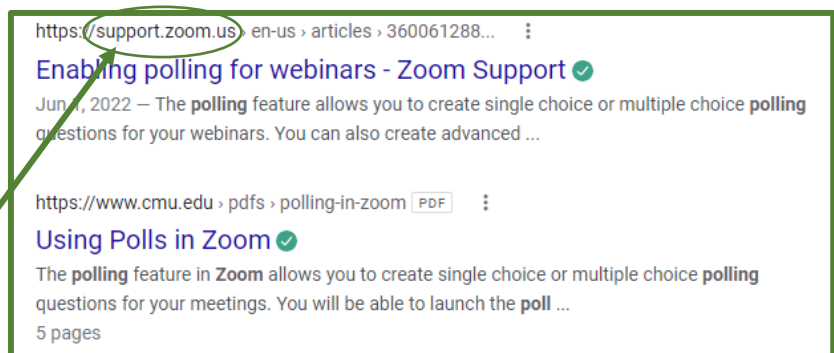 https://support.zoom.us › en-us › articles › 360061288...
Enabling polling for webinars - Zoom Support
Jun 1, 2022 — The polling feature allows you to create single choice or multiple choice polling
questions for your webinars. You can also create advanced ...
https://www.cmu.edu › pdfs › polling-in-zoom PDF
Using Polls in Zoom
The polling feature in Zoom allows you to create single choice or multiple choice polling
questions for your meetings. You will be able to launch the poll ...
5 pages